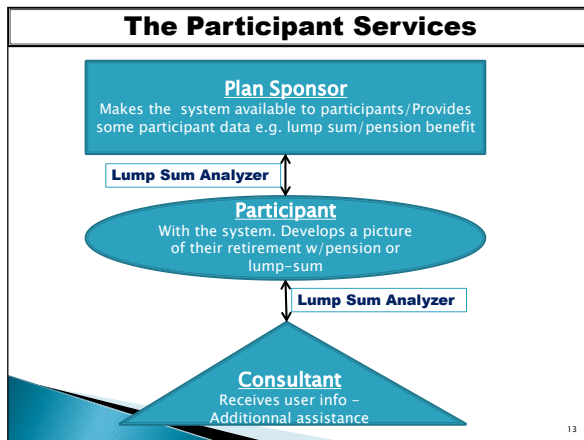 The Participant Services
Plan Sponsor
Makes the system available to participants/Provides
some participant data e.g. lump sum/pension benefit
Lump Sum Analyzer
Participant
With the system. Develops a picture
of their retirement w/pension or
lump-sum
Lump Sum Analyzer
Consultant
Receives user info –
Additionnal assistance
13